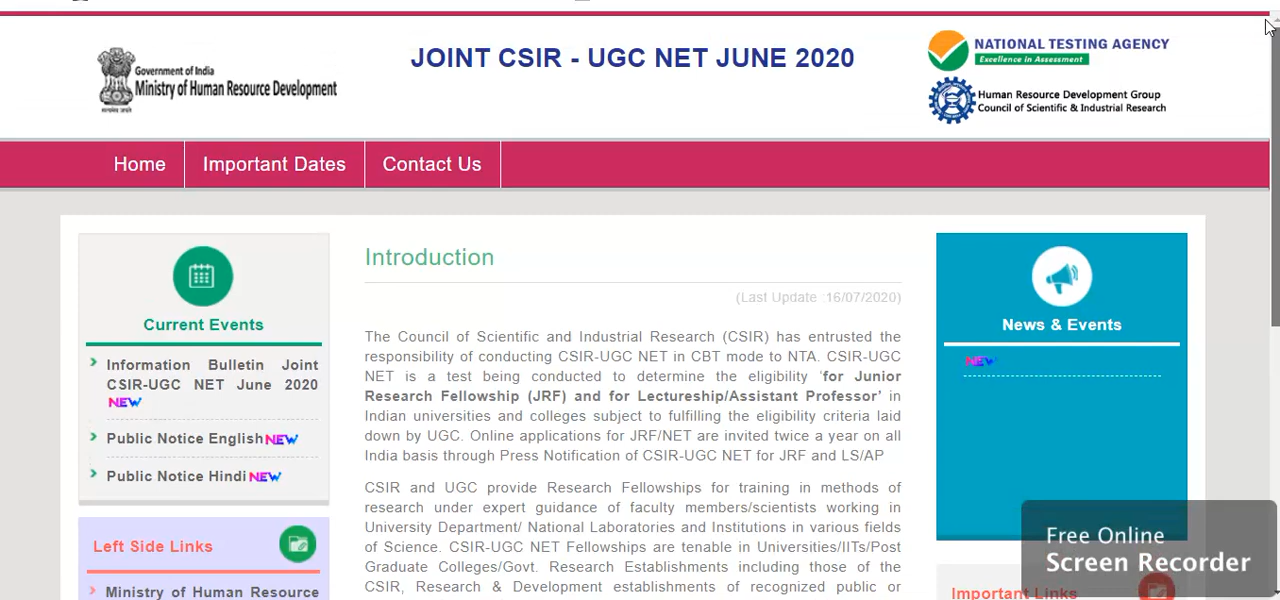 Government of India
Ministry of Human Resource Development
JOINT CSIR - UGC NET JUNE 2020
NATIONAL TESTING AGENCY
Excellence in Assessment
Human Resource Development Group
Council of Scientific & Industrial Research
Home
Important Dates
Contact Us
Current Events
Information Bulletin Joint
CSIR-UGC NET June 2020
NEW
Public Notice English NEW
Public Notice Hindi NEW
Left Side Links
Ministry of Human Resource
Introduction
(Last Update :16/07/2020)
The Council of Scientific and Industrial Research (CSIR) has entrusted the
responsibility of conducting CSIR-UGC NET in CBT mode to NTA. CSIR-UGC
NET is a test being conducted to determine the eligibility ‘for Junior
Research Fellowship (JRF) and for Lectureship/Assistant Professor’ in
Indian universities and colleges subject to fulfilling the eligibility criteria laid
down by UGC. Online applications for JRF/NET are invited twice a year on all
India basis through Press Notification of CSIR-UGC NET for JRF and LS/AP
CSIR and UGC provide Research Fellowships for training in methods of
research under expert guidance of faculty members/scientists working in
University Department/ National Laboratories and Institutions in various fields
of Science. CSIR-UGC NET Fellowships are tenable in Universities/IITs/Post
Graduate Colleges/Govt. Research Establishments including those of the
CSIR, Research & Development establishments of recognized public or
News & Events
NEW
Important Links
Free Online
Screen Recorder